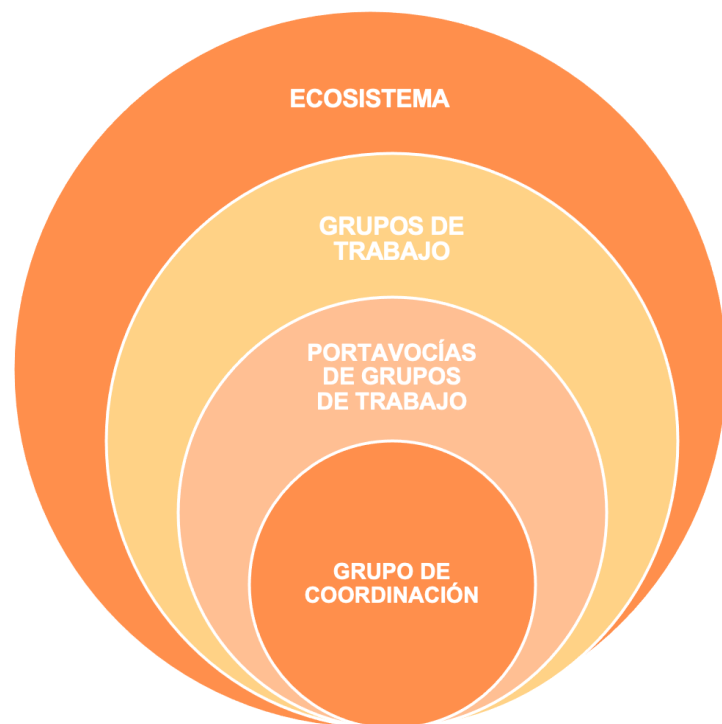 ECOSISTEMA
GRUPOS DE
TRABAJO
PORTAVOCÍAS
DE GRUPOS
DE TRABAJO
GRUPO DE
COORDINACIÓN